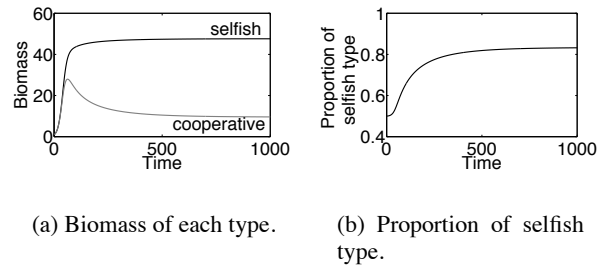 60
40
20
0
0
500
1000
Biomass
Time
selfish
cooperative
(a) Biomass of each type.
1
0.8
0.6
0.4
0
500
1000
Proportion of
selfish type
Time
(b) Proportion of selfish
type.